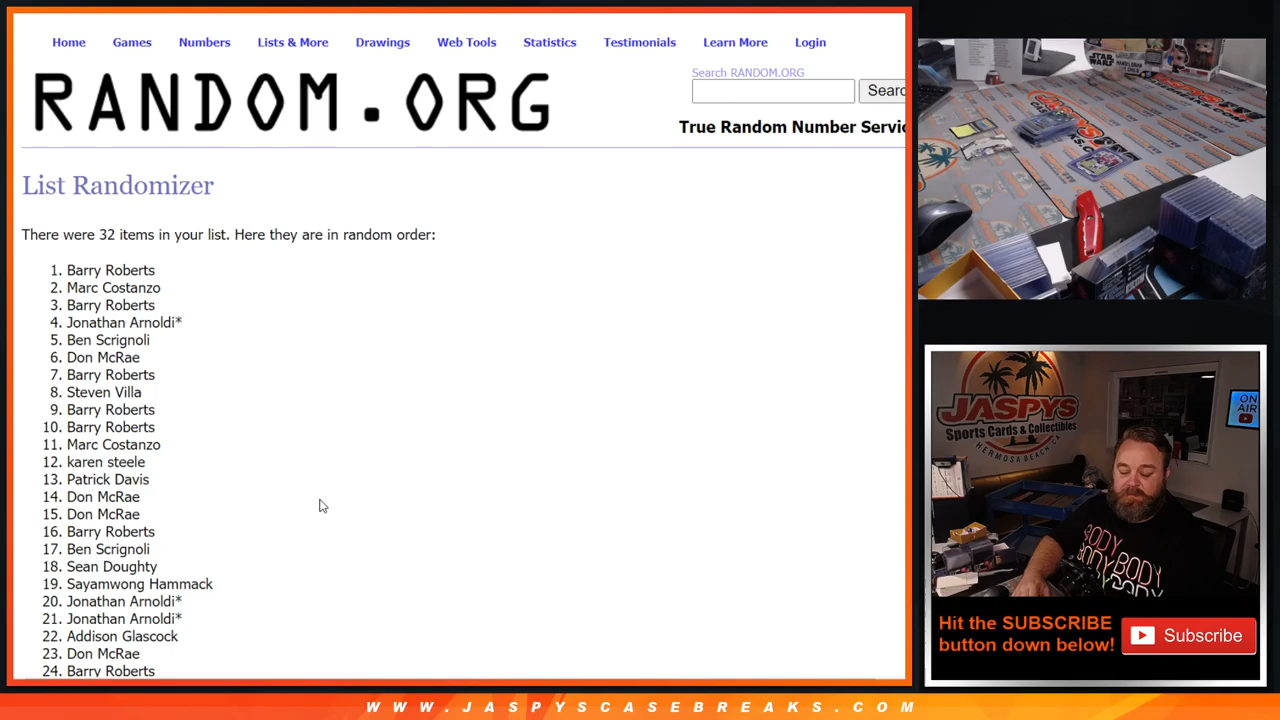 Home Games Numbers Lists & More Drawings Web Tools Statistics Testimonials Learn More Login
RANDOM.ORG
Search RANDOM.ORG
Searc
True Random Number Servic
List Randomizer
There were 32 items in your list. Here they are in random order:
1. Barry Roberts
2. Marc Costanzo
3. Barry Roberts
4. Jonathan Arnoldi*
5. Ben Scrignoli
6. Don McRae
7. Barry Roberts
8. Steven Villa
9. Barry Roberts
10. Barry Roberts
11. Marc Costanzo
12. karen steele
13. Patrick Davis
14. Don McRae
15. Don McRae
16. Barry Roberts
17. Ben Scrignoli
18. Sean Doughty
19. Sayamwong Hammack
20. Jonathan Arnoldi*
21. Jonathan Arnoldi*
22. Addison Glascock
23. Don McRae
24. Barry Roberts
STAR WARS
JASPYS
Sports Cards & Collectibles
HERMOSA BEACH CA
ON AIR
BODY
BODYBODY
Hit the SUBSCRIBE
button down below!
Subscribe
WWW.JASPYSCASEBREAKS.COM